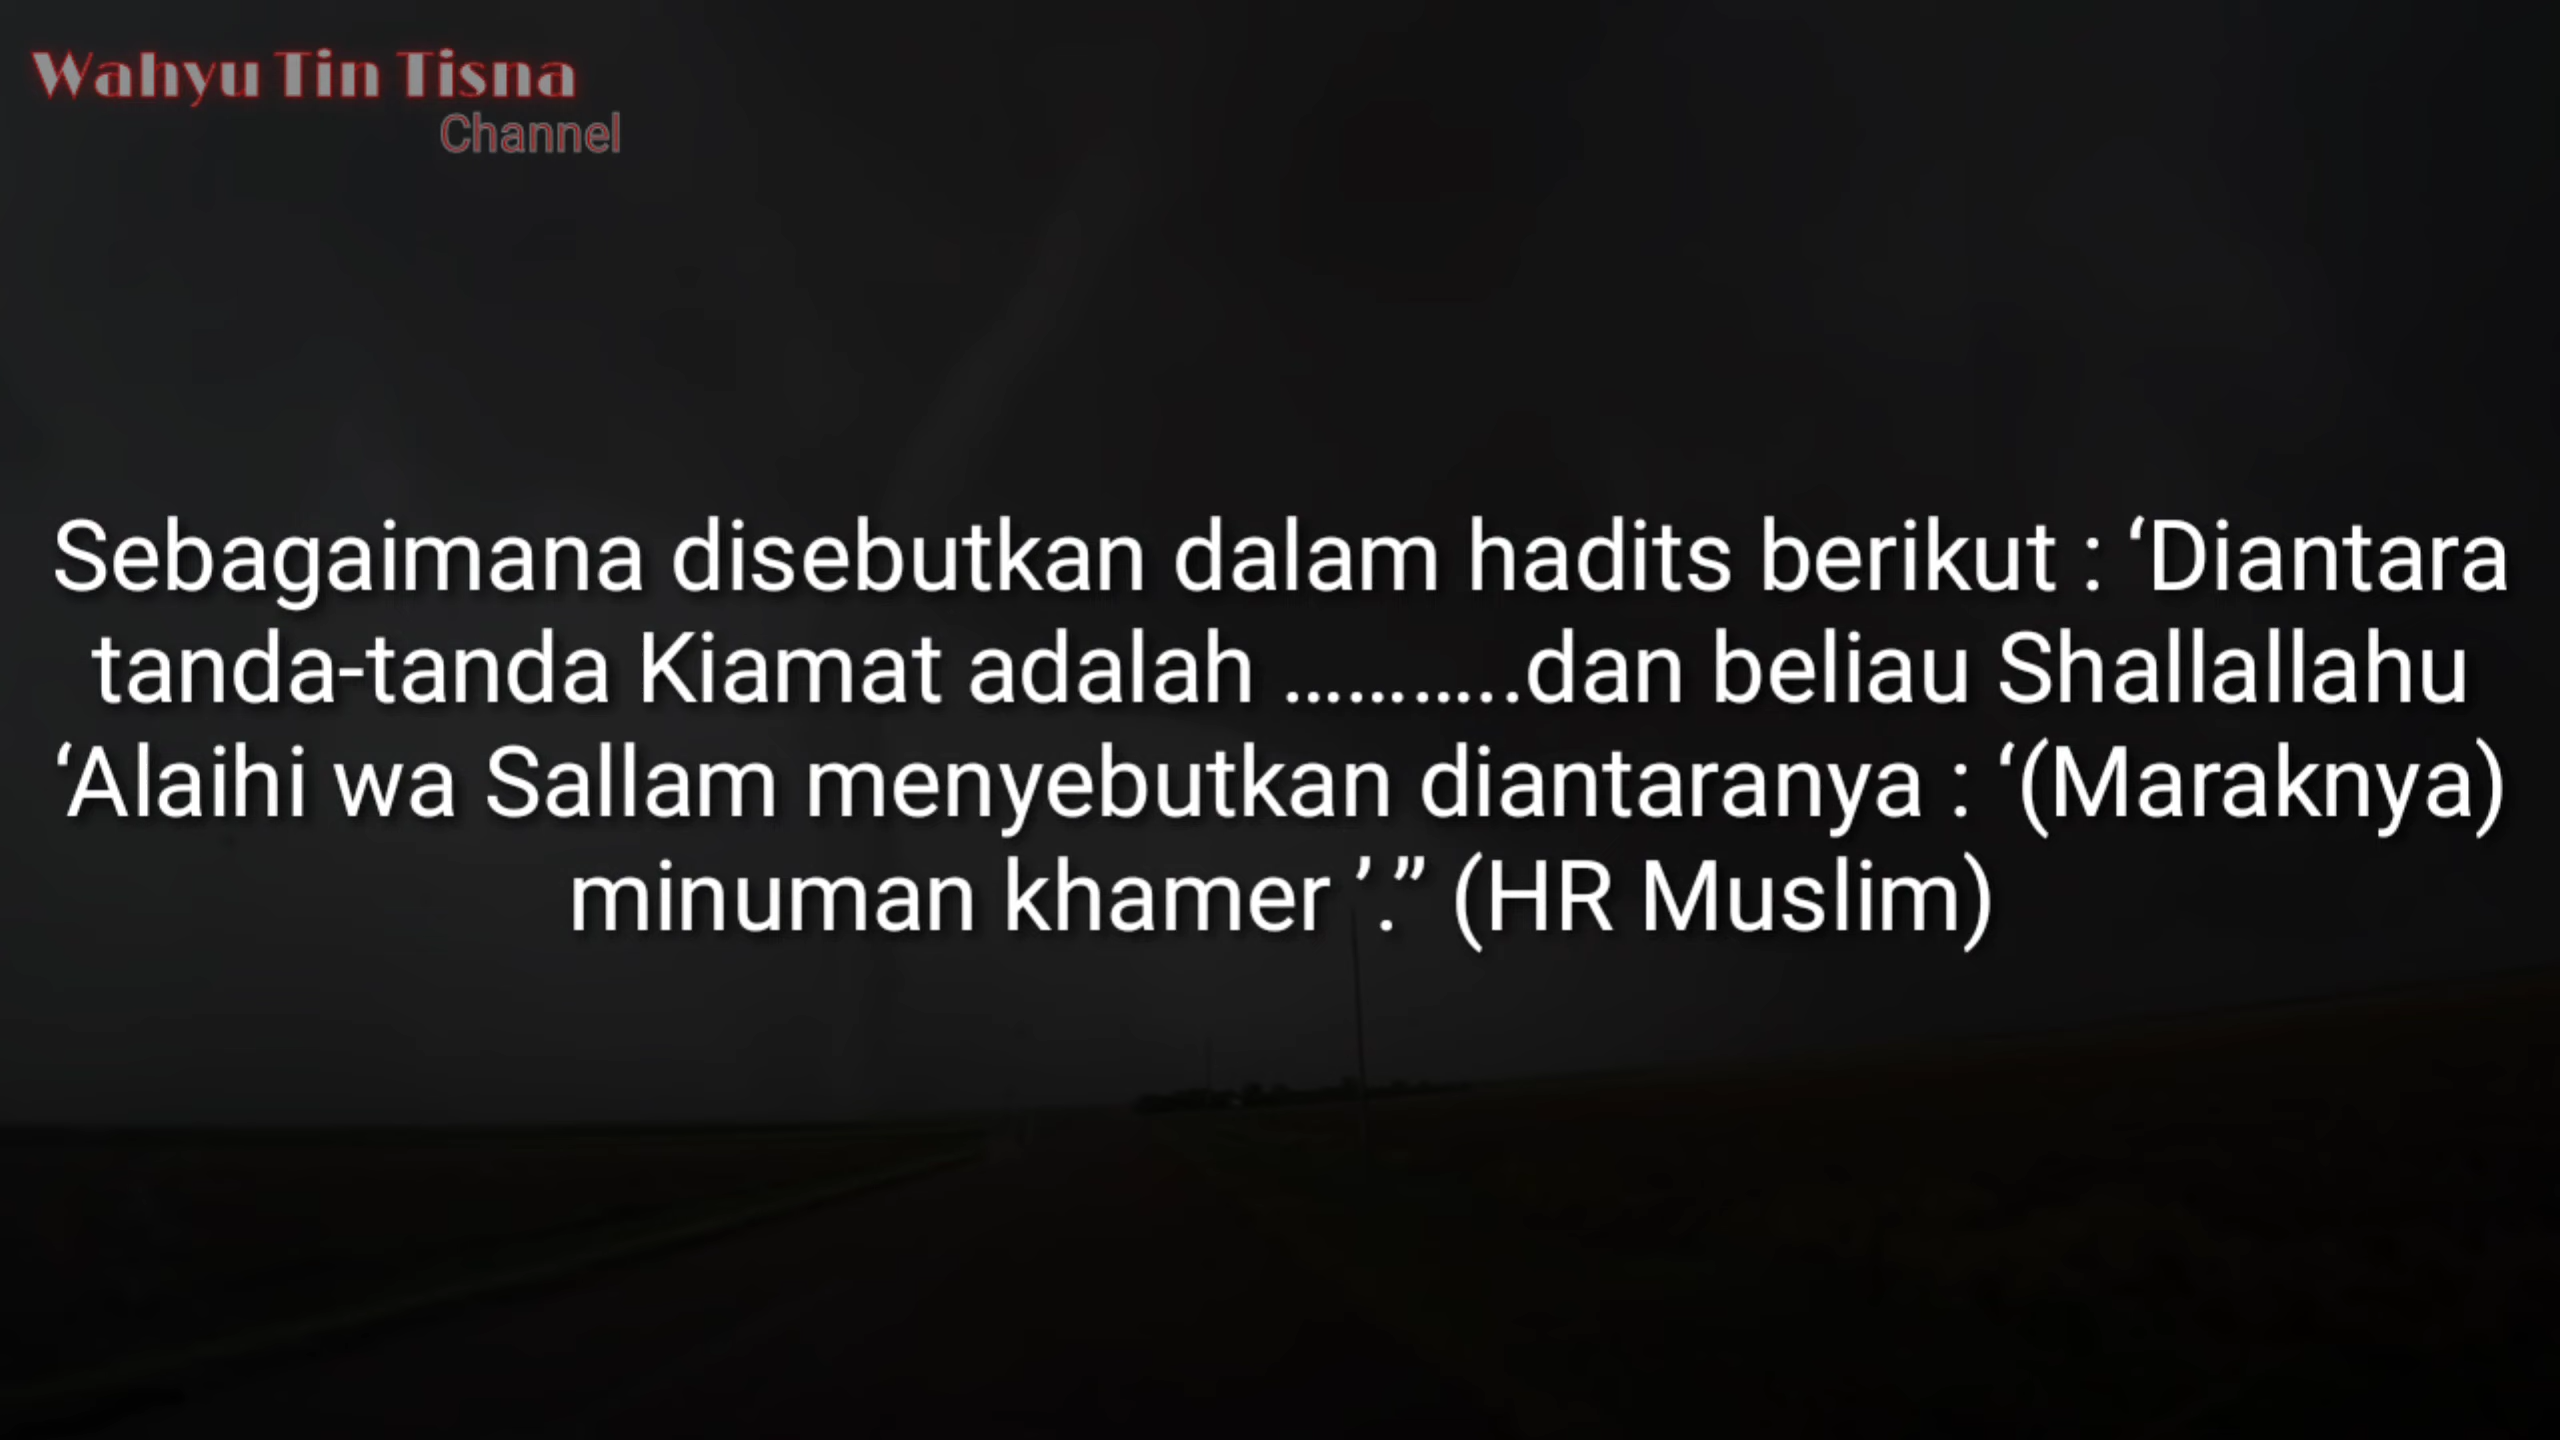 Wahyu Tin Tisna
Channel
Sebagaimana disebutkan dalam hadits berikut : ‘Diantara
tanda-tanda Kiamat adalah ………..dan beliau Shallallahu
‘Alaihi wa Sallam menyebutkan diantaranya : ‘(Maraknya)
minuman khamer ’.” (HR Muslim)